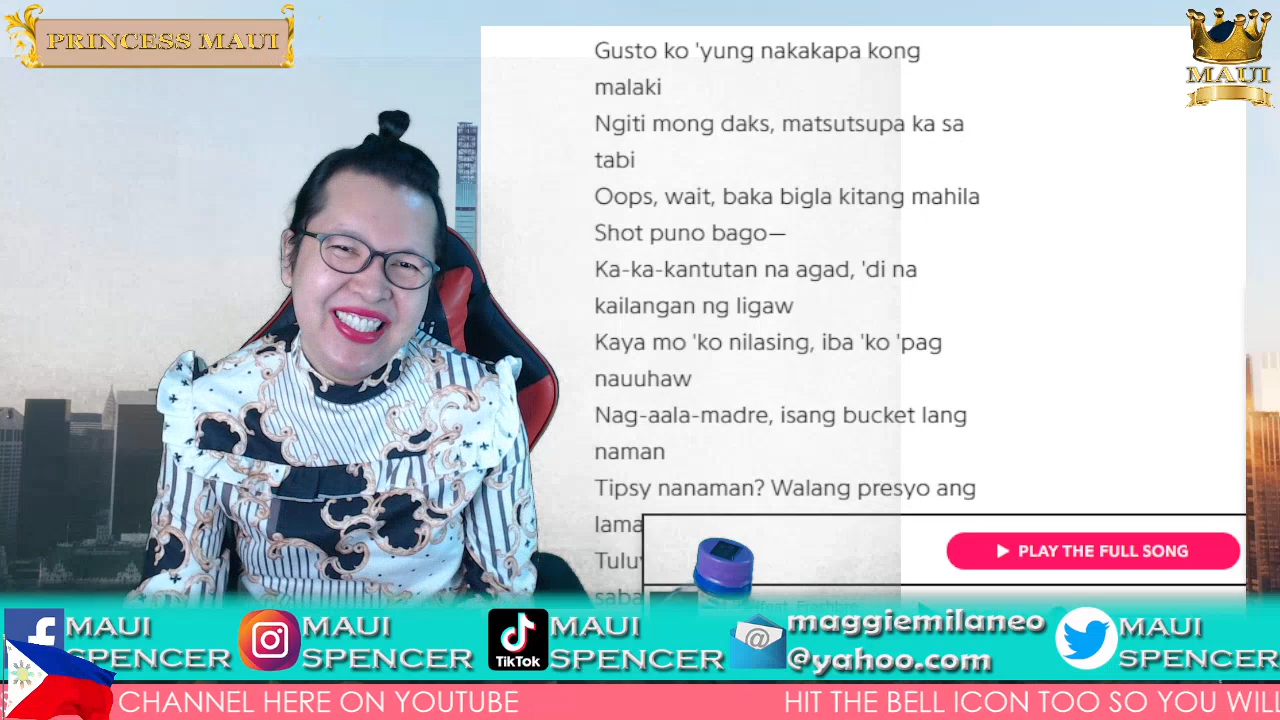 PRINCESS MAUI
MAUI
Gusto ko 'yung nakakapa kong
malaki
Ngiti mong daks, matsutsupa ka sa
tabi
Oops, wait, baka bigla kitang mahila
Shot puno bago—
Ka-ka-kantutan na agad, 'di na
kailangan ng ligaw
Kaya mo 'ko nilasing, iba 'ko 'pag
nauuhaw
Nag-aala-madre, isang bucket lang
naman
Tipsy nanaman? Walang presyo ang
▶ PLAY THE FULL SONG
MAUI
SPENCER
MAUI
SPENCER
TikTok
MAUI
SPENCER
maggiemilaneo
@yahoo.com
MAUI
SPENCER
CHANNEL HERE ON YOUTUBE
HIT THE BELL ICON TOO SO YOU WILL